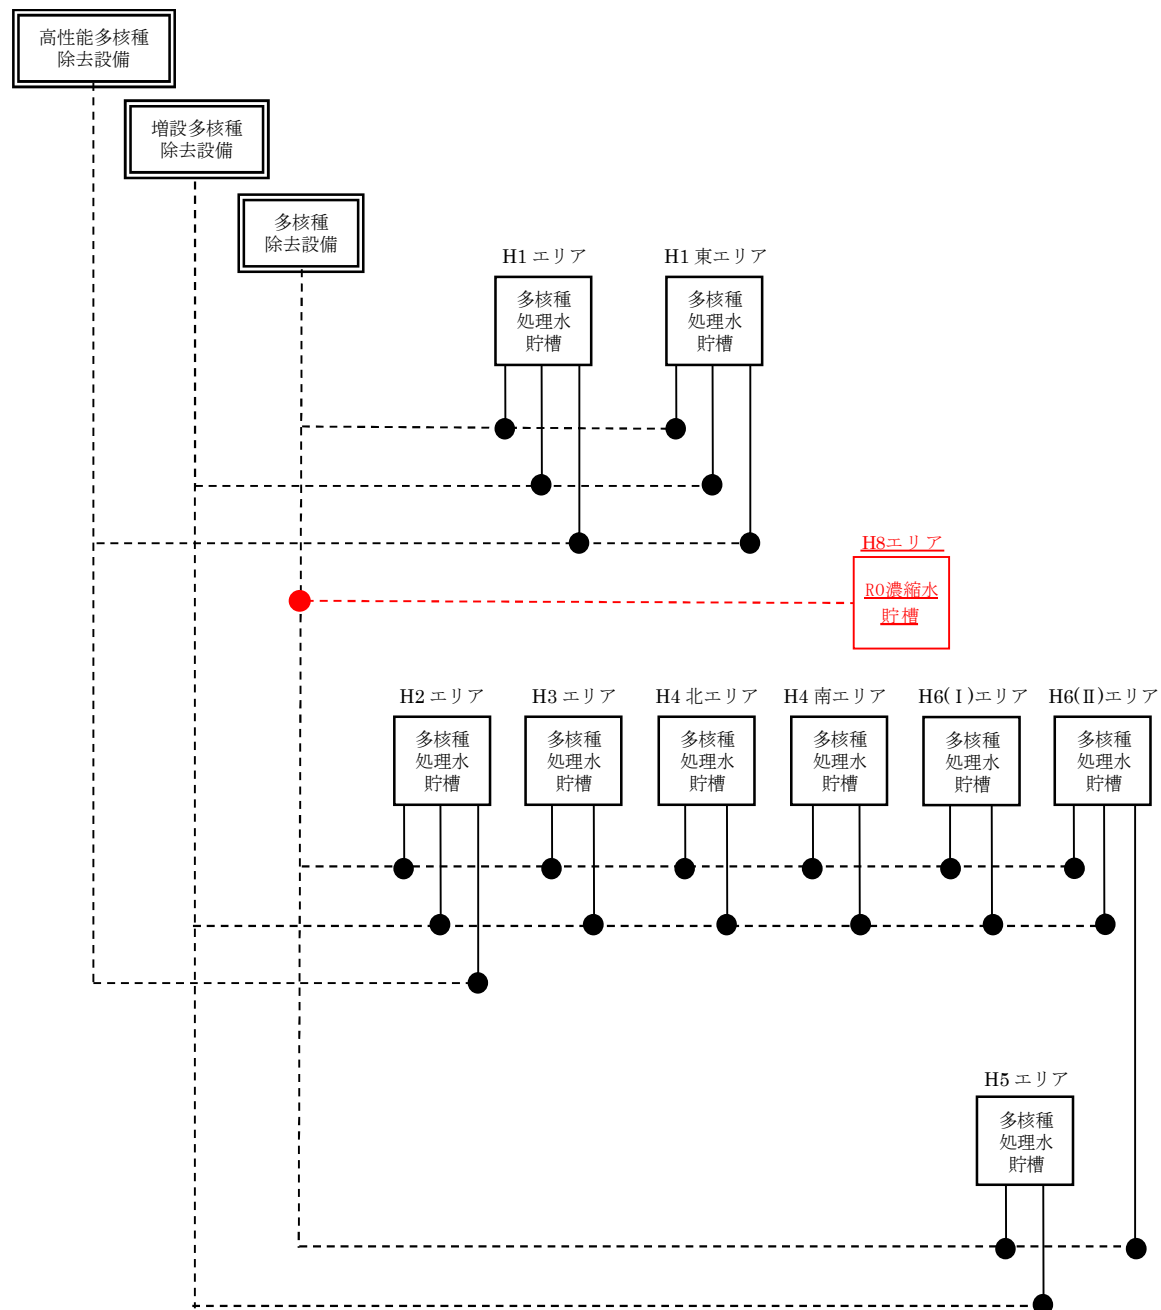 高性能多核種
除去設備
増設多核種
除去設備
多核種
除去設備
H1 エリア
H1 東エリア
多核種
処理水
貯槽
多核種
処理水
貯槽
H8エリア
RO濃縮水
貯槽
H2 エリア
H3 エリア
H4 北エリア
H4 南エリア
H6(Ⅰ)エリア
H6(Ⅱ)エリア
多核種
処理水
貯槽
多核種
処理水
貯槽
多核種
処理水
貯槽
多核種
処理水
貯槽
多核種
処理水
貯槽
多核種
処理水
貯槽
H5 エリア
多核種
処理水
貯槽